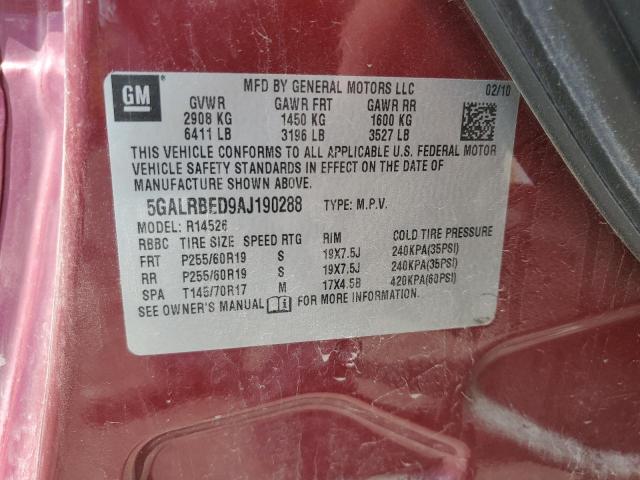 GM
MFD BY GENERAL MOTORS LLC 02/10
GVWR GAWR FRT GAWR RR
2908 KG 1450 KG 1600 KG
6411 LB 3196 LB 3527 LB
THIS VEHICLE CONFORMS TO ALL APPLICABLE U.S. FEDERAL MOTOR
VEHICLE SAFETY STANDARDS IN EFFECT ON THE DATE OF
MANUFACTURE SHOWN ABOVE.
5GALRBED9AJ190288 TYPE: M.P.V.
MODEL: R14526
RBBC TIRE SIZE SPEED RTG RIM COLD TIRE PRESSURE
FRT P255/60R19 S 19X7.5J 240KPA(35PSI)
RR P255/60R19 S 19X7.5J 240KPA(35PSI)
SPA T145/70R17 M 17X4.5B 420KPA(60PSI)
SEE OWNER'S MANUAL FOR MORE INFORMATION.